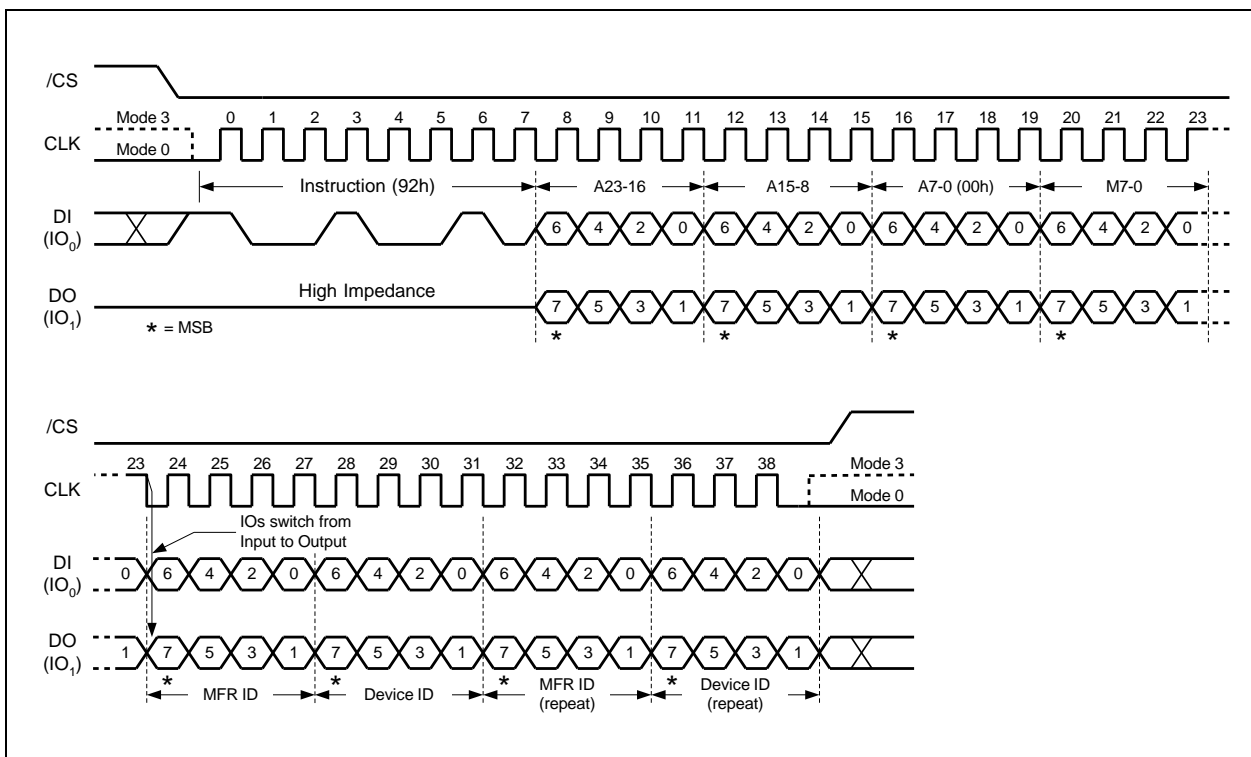 /CS
Mode 3 0 1 2 3 4 5 6 7 8 9 10 11 12 13 14 15 16 17 18 19 20 21 22 23
CLK
Mode 0
Instruction (92h) A23-16 A15-8 A7-0 (00h) M7-0
DI
(IO0)
6 4 2 0 6 4 2 0 6 4 2 0 6 4 2 0
High Impedance
DO
(IO1)
7 5 3 1 7 5 3 1 7 5 3 1 7 5 3 1
* = MSB
* * * *
/CS
23 24 25 26 27 28 29 30 31 32 33 34 35 36 37 38 Mode 3
CLK
Mode 0
IOs switch from
Input to Output
DI
(IO0)
0 6 4 2 0 6 4 2 0 6 4 2 0 6 4 2 0
DO
(IO1)
1 7 5 3 1 7 5 3 1 7 5 3 1 7 5 3 1
* * * *
MFR ID Device ID MFR ID
(repeat)
Device ID
(repeat)